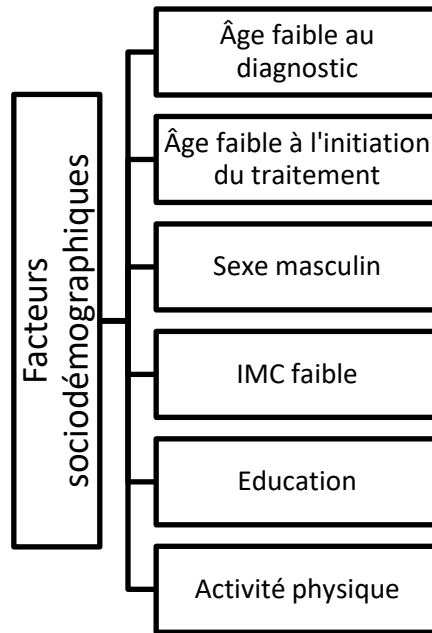 Facteurs
sociodémographiques
Âge faible au
diagnostic
Âge faible à l'initiation
du traitement
Sexe masculin
IMC faible
Education
Activité physique